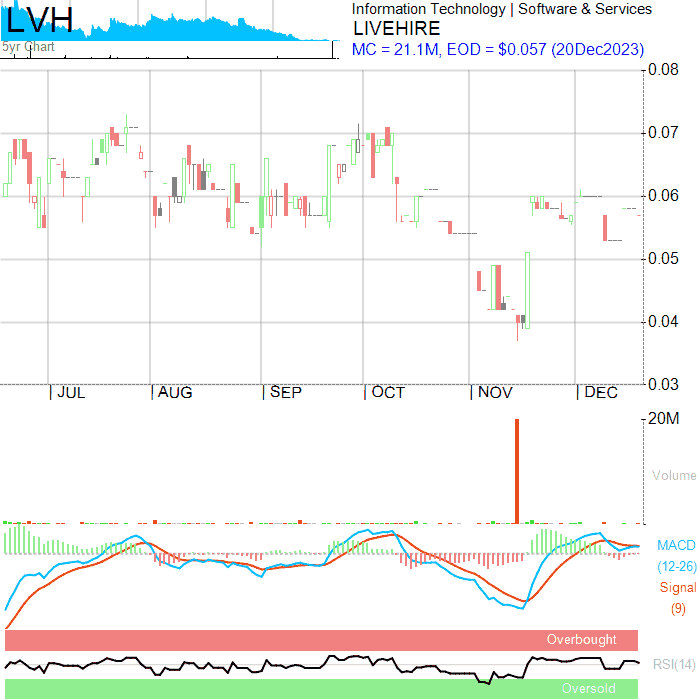 LVH
5yr Chart
Information Technology | Software & Services
LIVEHIRE
MC = 21.1M, EOD = $0.057 (20Dec2023)
0.08
0.07
0.06
0.05
0.04
0.03
JUL AUG SEP OCT NOV DEC
20M
Volume
MACD
(12-26)
Signal
(9)
Overbought
RSI(14)
Oversold